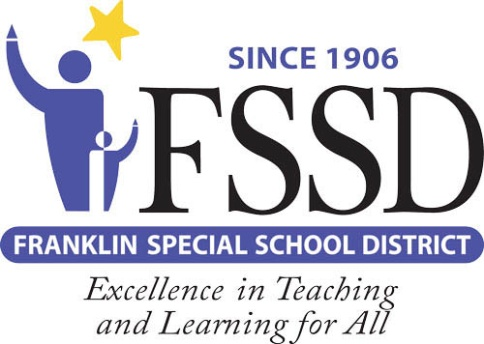 SINCE 1906
FSSD
FRANKLIN SPECIAL SCHOOL DISTRICT
Excellence in Teaching
and Learning for All